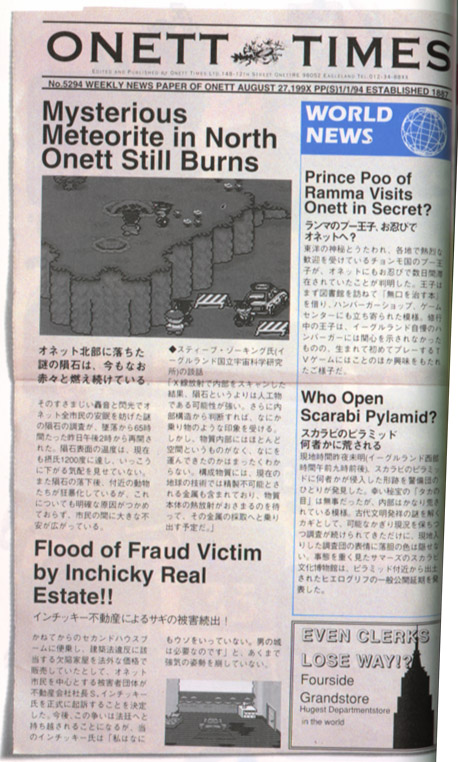 ONETT TIMES
EDITED AND PUBLISHED BY ONETT TIMES LTD.
No.5294 WEEKLY NEWS PAPER OF ONETT AUGUST 27,199X PP(S)1/1/94 ESTABLISHED 1887
Mysterious
Meteorite in North
Onett Still Burns
オネット北部に落ちた
謎の隕石は、今もなお
赤々と燃え続けている
そのすさまじい轟音と閃光でオ
ネット全市民の安眠を妨げた謎
の隕石の調査が、墜落から65時
間たった昨日午後2時から再開さ
れた。隕石表面の温度は、現在
も摂氏1200度に達し、いっこう
に下がる気配を見せていない。
また隕石の落下後、付近の動物
たちが狂暴化しているが、これ
についても明確な原因がつかめ
ておらず、市民の間に大きな不
安が広がっている。
◆スティーブ・ソーキング氏(イ
ーグルランド国立宇宙科学研究
所)の談話
「X線放射で内部をスキャンした
結果、隕石というよりは人工物
である可能性が強い。さらに内
部構造から判断すれば、なにか
乗り物のような印象を受ける。
しかし、物質内部にはほとんど
空間というものがなく、なにを
運んできたのかはまったくわか
らない。構成物質には、現在の
地球の技術では精製不可能とさ
れる金属も含まれており、物質
本体の熱放射がおさまるのを待
って、その金属の採取へと乗り
出す予定だ。」
Flood of Fraud Victim
by Inchicky Real
Estate!!
インチッキー不動産によるサギの被害続出!
かねてからのセカンドハウスブ
ームに便乗し、建築法違反に該
当する欠陥家屋を法外な価格で
販売していたとして、オネット
市民を中心とする被害者団体が
不動産会社社長S.インチッキー
氏を正式に起訴することを決定
した。今後、この争いは法廷へと
持ち越されることになるが、当
のインチッキー氏は「私はなに
もウソをいっていない。男の城に
は必要なのです」と、あくまで
強気の姿勢を崩していない。
WORLD
NEWS
Prince Poo of
Ramma Visits
Onett in Secret?
ランマのプー王子、お忍びで
オネットへ?
東洋の神秘とうたわれ、各地で熱烈な
歓迎を受けているチョンモ国のプー王
子が、オネットにもお忍びで数日間滞
在されていたことが判明した。王子は
まず図書館を訪ねて「無口を治す本」
を借り、ハンバーガーショップ、ゲーム
センターにも立ち寄られた模様。修行
中の王子は、イーグルランド自慢のハ
ンバーガーには関心を示されなかった
ものの、生まれて初めてプレーするT
Vゲームにはことのほか興味をもたれ
たご様子だ。
Who Open
Scarabi Pylamid?
スカラビのピラミッド
何者かに荒される
現地時間昨夜未明(イーグルランド西部
時間午前九時前後)、スカラビのピラミッ
ドに何者かが侵入した形跡を警備団の
ひとりが発見した。幸い秘宝の「タカの
目」は無事だったが、内部はかなり荒さ
れている模様。古代文明発祥の謎を解く
カギとして、可能なかぎり現況を保ちつ
つ調査が続けられてきただけに、現地入
りした調査団の表情に落胆の色は隠せな
い。事態を重く見たサマーズのスカラビ
文化博物館は、ピラミッド付近から出土
されたヒエログリフの一般公開延期を発
表した。
EVEN CLERKS
LOSE WAY!?
Fourside
Grandstore
Hugest Departmentstore
in the world